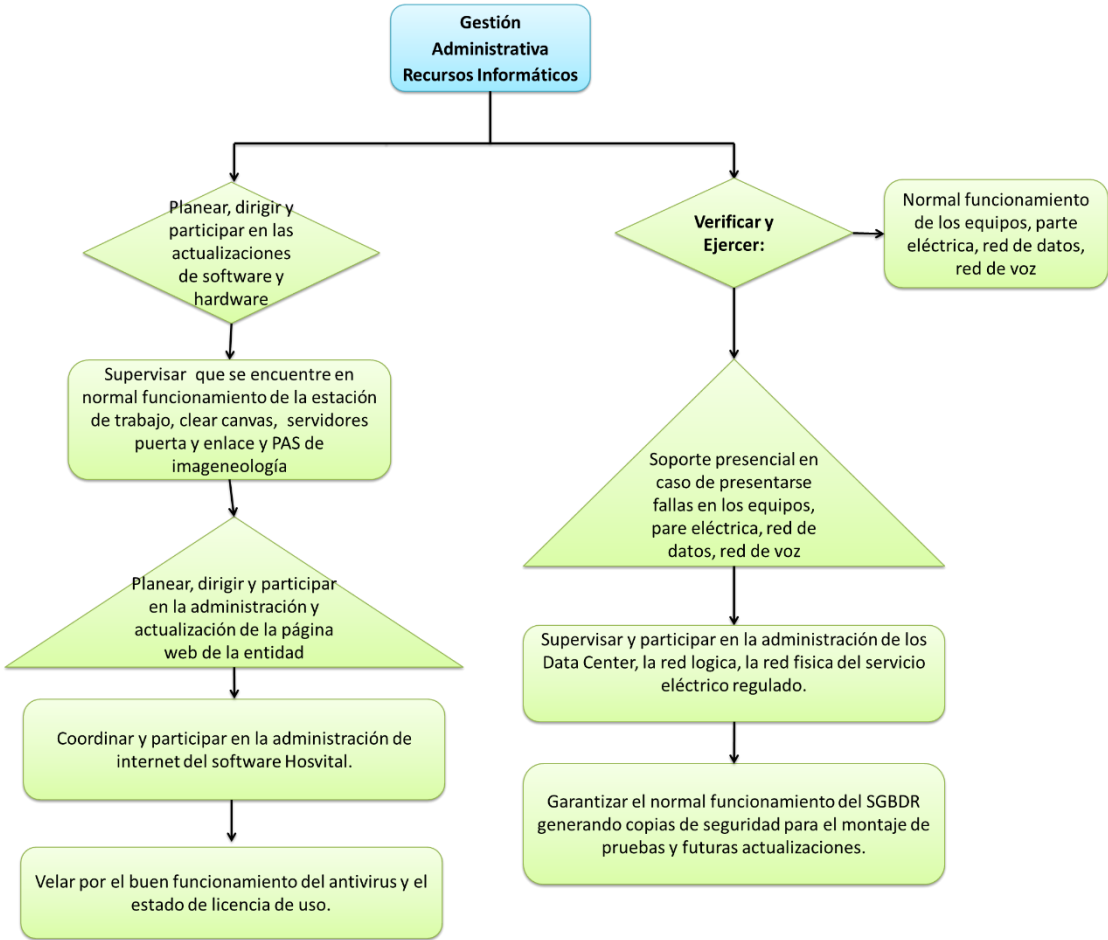 Gestión
Administrativa
Recursos Informáticos
Planear, dirigir y
participar en las
actualizaciones
de software y
hardware
Supervisar que se encuentre en
normal funcionamiento de la estación
de trabajo, clear canvas, servidores
puerta y enlace y PAS de
imageneología
Planear, dirigir y participar
en la administración y
actualización de la página
web de la entidad
Coordinar y participar en la administración de
internet del software Hosvital.
Velar por el buen funcionamiento del antivirus y el
estado de licencia de uso.
Verificar y
Ejercer:
Normal funcionamiento
de los equipos, parte
eléctrica, red de datos,
red de voz
Soporte presencial en
caso de presentarse
fallas en los equipos,
pare eléctrica, red de
datos, red de voz
Supervisar y participar en la administración de los
Data Center, la red logica, la red fisica del servicio
eléctrico regulado.
Garantizar el normal funcionamiento del SGBDR
generando copias de seguridad para el montaje de
pruebas y futuras actualizaciones.